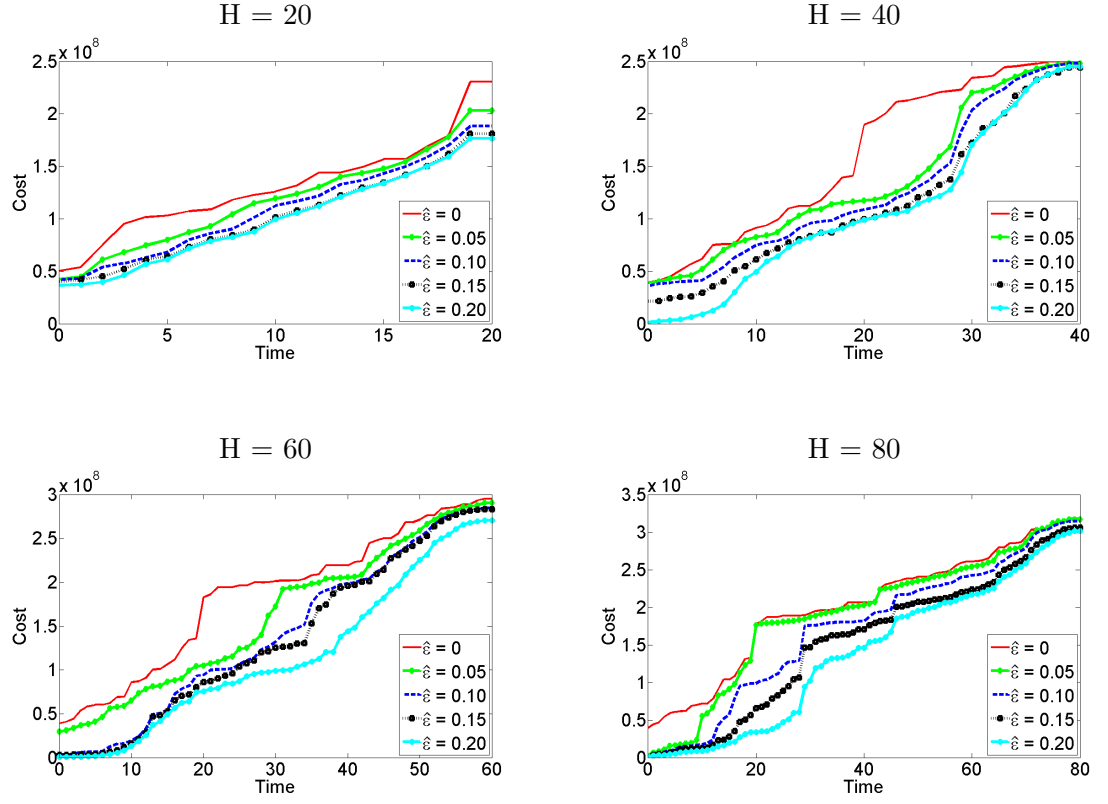 H = 20
x 10^8
2.5
2
1.5
1
0.5
0
0 5 10 15 20
Cost
Time
ε̂ = 0
ε̂ = 0.05
ε̂ = 0.10
ε̂ = 0.15
ε̂ = 0.20
H = 40
x 10^8
2.5
2
1.5
1
0.5
0
0 10 20 30 40
Cost
Time
ε̂ = 0
ε̂ = 0.05
ε̂ = 0.10
ε̂ = 0.15
ε̂ = 0.20
H = 60
x 10^8
3
2.5
2
1.5
1
0.5
0
0 10 20 30 40 50 60
Cost
Time
ε̂ = 0
ε̂ = 0.05
ε̂ = 0.10
ε̂ = 0.15
ε̂ = 0.20
H = 80
x 10^8
3.5
3
2.5
2
1.5
1
0.5
0
0 20 40 60 80
Cost
Time
ε̂ = 0
ε̂ = 0.05
ε̂ = 0.10
ε̂ = 0.15
ε̂ = 0.20